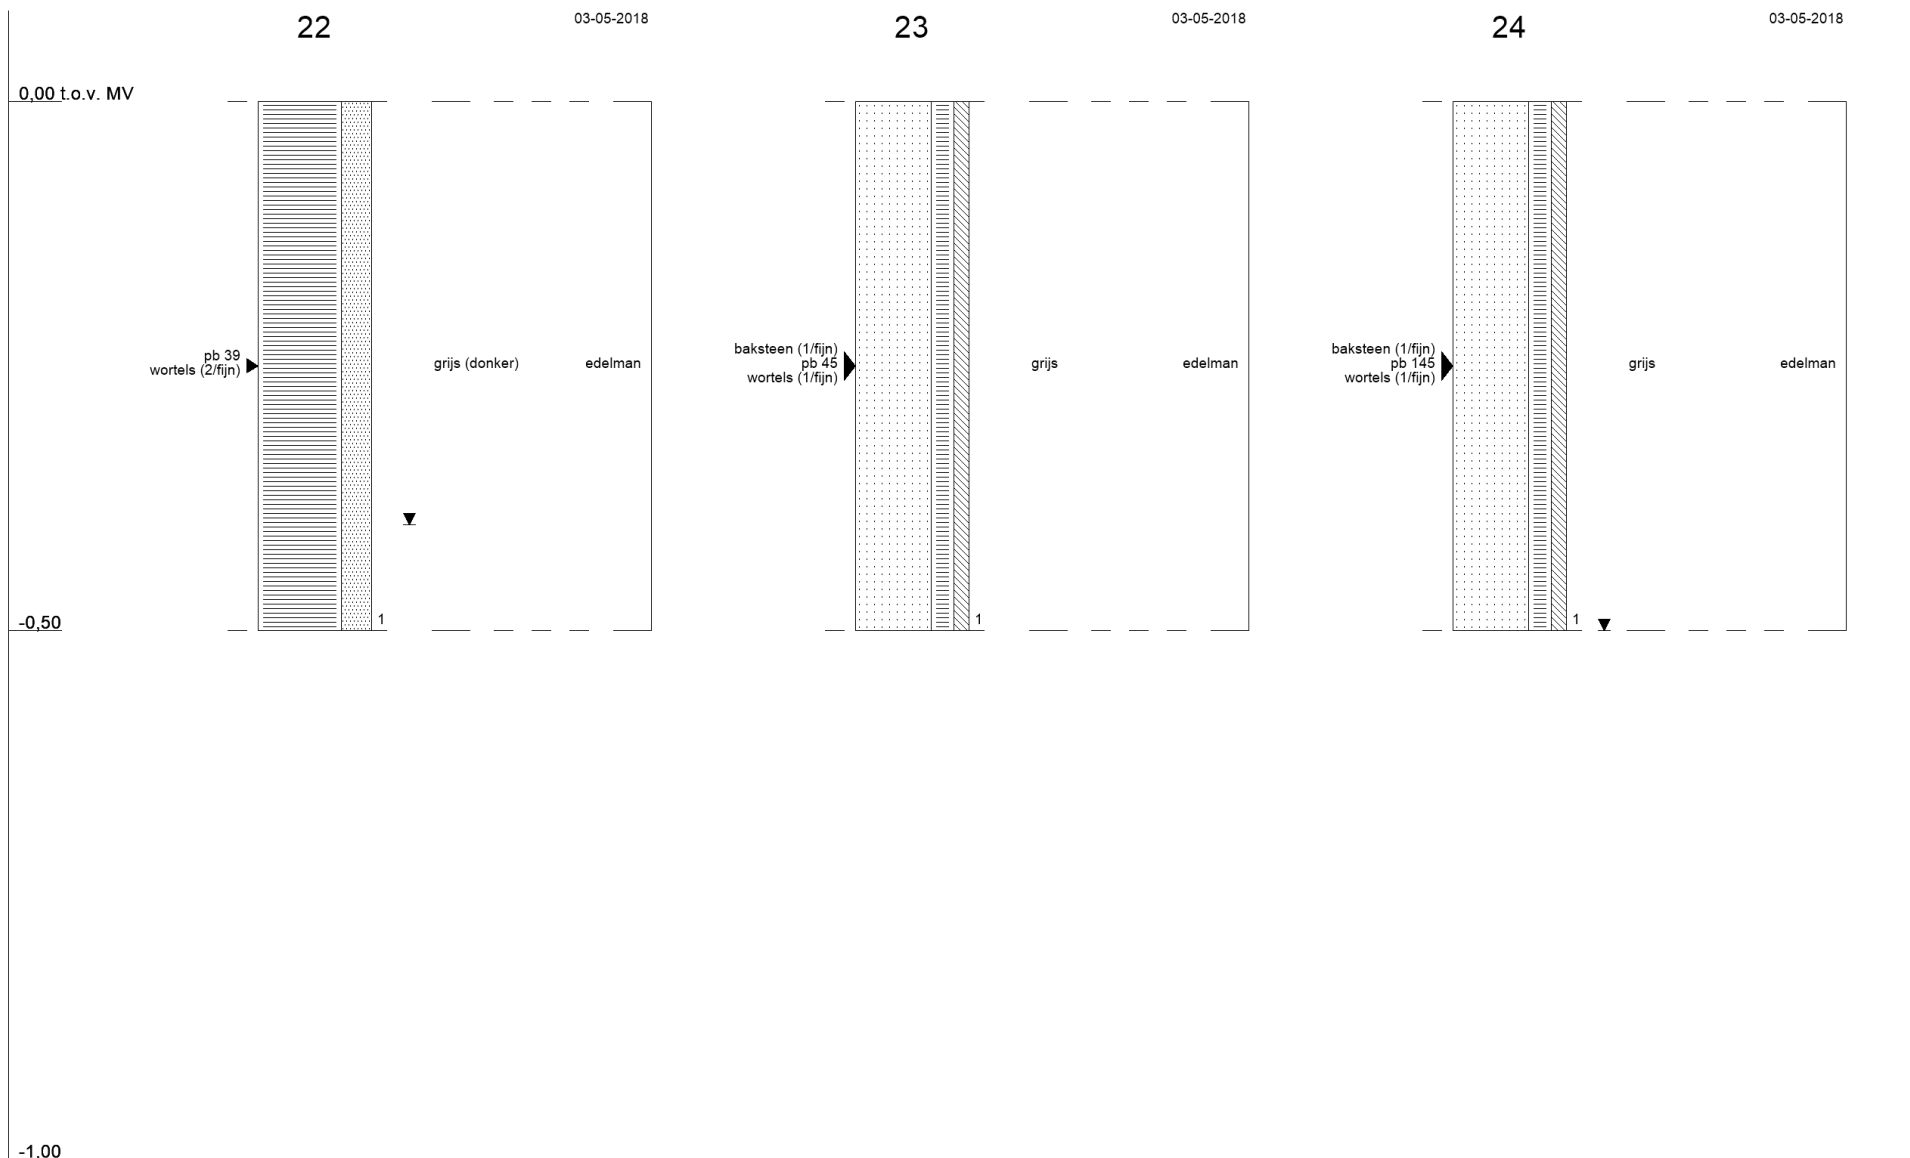 22
03-05-2018
23
03-05-2018
24
03-05-2018
0,00 t.o.v. MV
pb 39
wortels (2/fijn)
grijs (donker)
edelman
1
baksteen (1/fijn)
pb 45
wortels (1/fijn)
grijs
edelman
1
baksteen (1/fijn)
pb 145
wortels (1/fijn)
grijs
edelman
1
-0,50
-1,00